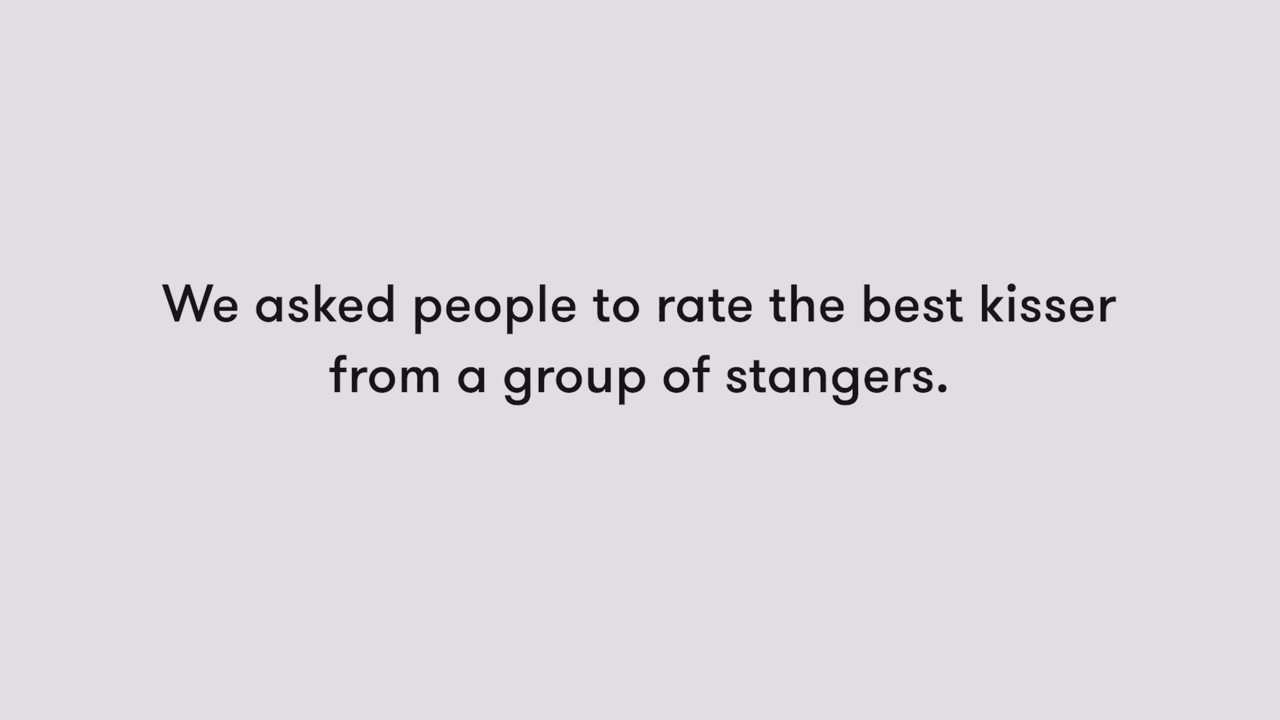 We asked people to rate the best kisser
from a group of stangers.